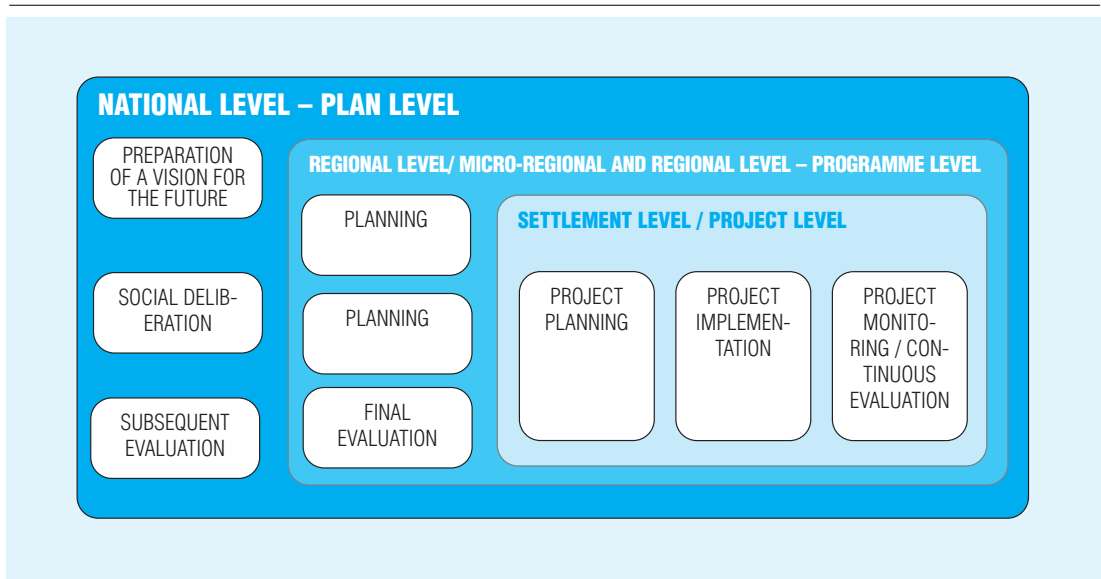 NATIONAL LEVEL – PLAN LEVEL
PREPARATION
OF A VISION FOR
THE FUTURE
SOCIAL DELIB-
ERATION
SUBSEQUENT
EVALUATION
REGIONAL LEVEL/ MICRO-REGIONAL AND REGIONAL LEVEL – PROGRAMME LEVEL
PLANNING
PLANNING
FINAL
EVALUATION
SETTLEMENT LEVEL / PROJECT LEVEL
PROJECT
PLANNING
PROJECT
IMPLEMEN-
TATION
PROJECT
MONITO-
RING / CON-
TINUOUS
EVALUATION